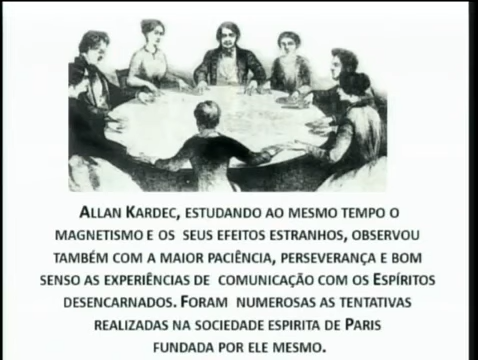 ALLAN KARDEC, ESTUDANDO AO MESMO TEMPO O
MAGNETISMO E OS SEUS EFEITOS ESTRANHOS, OBSERVOU
TAMBÉM COM A MAIOR PACIÊNCIA, PERSEVERANÇA E BOM
SENSO AS EXPERIÊNCIAS DE COMUNICAÇÃO COM OS ESPÍRITOS
DESENCARNADOS. FORAM NUMEROSAS AS TENTATIVAS
REALIZADAS NA SOCIEDADE ESPIRITA DE PARIS
FUNDADA POR ELE MESMO.